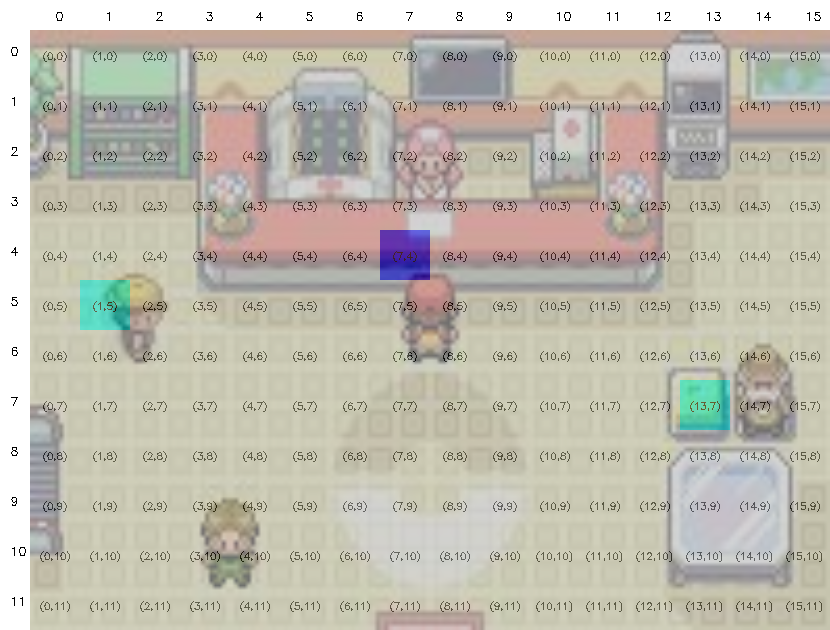 0 1 2 3 4 5 6 7 8 9 10 11 12 13 14 15
0 (0,0) (1,0) (2,0) (3,0) (4,0) (5,0) (6,0) (7,0) (8,0) (9,0) (10,0) (11,0) (12,0) (13,0) (14,0) (15,0)
1 (0,1) (1,1) (2,1) (3,1) (4,1) (5,1) (6,1) (7,1) (8,1) (9,1) (10,1) (11,1) (12,1) (13,1) (14,1) (15,1)
2 (0,2) (1,2) (2,2) (3,2) (4,2) (5,2) (6,2) (7,2) (8,2) (9,2) (10,2) (11,2) (12,2) (13,2) (14,2) (15,2)
3 (0,3) (1,3) (2,3) (3,3) (4,3) (5,3) (6,3) (7,3) (8,3) (9,3) (10,3) (11,3) (12,3) (13,3) (14,3) (15,3)
4 (0,4) (1,4) (2,4) (3,4) (4,4) (5,4) (6,4) (7,4) (8,4) (9,4) (10,4) (11,4) (12,4) (13,4) (14,4) (15,4)
5 (0,5) (1,5) (2,5) (3,5) (4,5) (5,5) (6,5) (7,5) (8,5) (9,5) (10,5) (11,5) (12,5) (13,5) (14,5) (15,5)
6 (0,6) (1,6) (2,6) (3,6) (4,6) (5,6) (6,6) (7,6) (8,6) (9,6) (10,6) (11,6) (12,6) (13,6) (14,6) (15,6)
7 (0,7) (1,7) (2,7) (3,7) (4,7) (5,7) (6,7) (7,7) (8,7) (9,7) (10,7) (11,7) (12,7) (13,7) (14,7) (15,7)
8 (0,8) (1,8) (2,8) (3,8) (4,8) (5,8) (6,8) (7,8) (8,8) (9,8) (10,8) (11,8) (12,8) (13,8) (14,8) (15,8)
9 (0,9) (1,9) (2,9) (3,9) (4,9) (5,9) (6,9) (7,9) (8,9) (9,9) (10,9) (11,9) (12,9) (13,9) (14,9) (15,9)
10 (0,10) (1,10) (2,10) (3,10) (4,10) (5,10) (6,10) (7,10) (8,10) (9,10) (10,10) (11,10) (12,10) (13,10) (14,10) (15,10)
11 (0,11) (1,11) (2,11) (3,11) (4,11) (5,11) (6,11) (7,11) (8,11) (9,11) (10,11) (11,11) (12,11) (13,11) (14,11) (15,11)